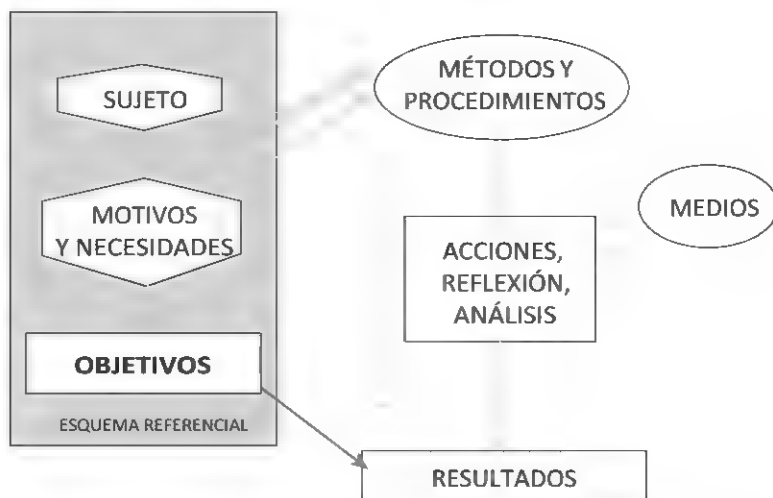 SUJETO
MOTIVOS
Y NECESIDADES
OBJETIVOS
ESQUEMA REFERENCIAL
MÉTODOS Y
PROCEDIMIENTOS
MEDIOS
ACCIONES,
REFLEXIÓN,
ANÁLISIS
RESULTADOS